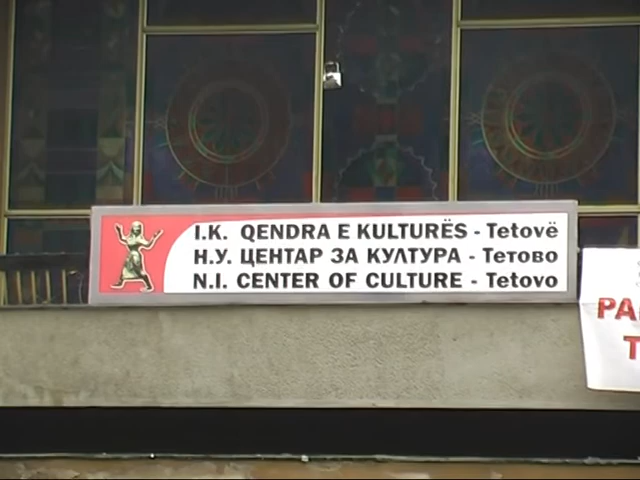 I.K. QENDRA E KULTURËS - Tetovë
Н.У. ЦЕНТАР ЗА КУЛТУРА - Тетово
N.I. CENTER OF CULTURE - Tetovo